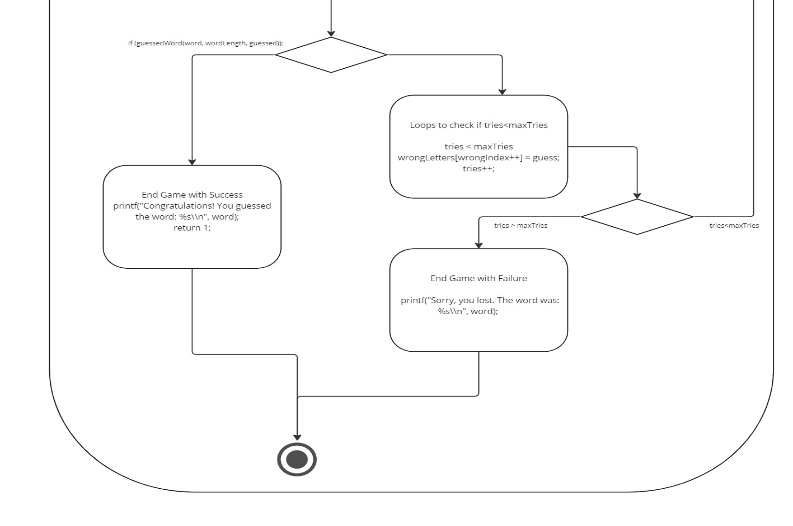 if (guessedWord(word, wordLength, guessed));
Loops to check if tries<maxTries
tries < maxTries
wrongLetters[wrongIndex++] = guess;
tries++;
End Game with Success
printf("Congratulations! You guessed
the word: %s\\n", word);
return 1;
tries > maxTries
tries<maxTries
End Game with Failure
printf("Sorry, you lost. The word was:
%s\\n", word);